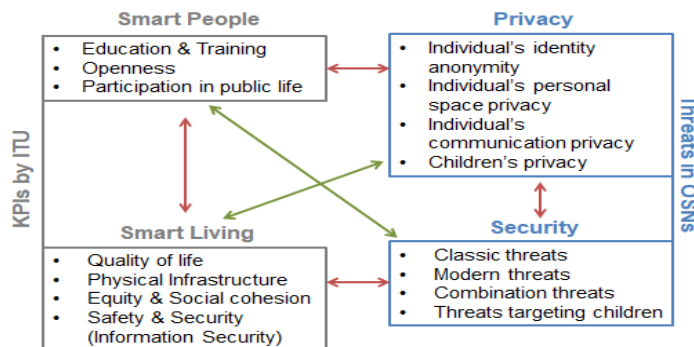 Smart People
• Education & Training
• Openness
• Participation in public life
Privacy
• Individual's identity
anonymity
• Individual's personal
space privacy
• Individual's
communication privacy
• Children's privacy
KPIs by ITU
Threats in OSNs
Smart Living
• Quality of life
• Physical Infrastructure
• Equity & Social cohesion
• Safety & Security
(Information Security)
Security
• Classic threats
• Modern threats
• Combination threats
• Threats targeting children